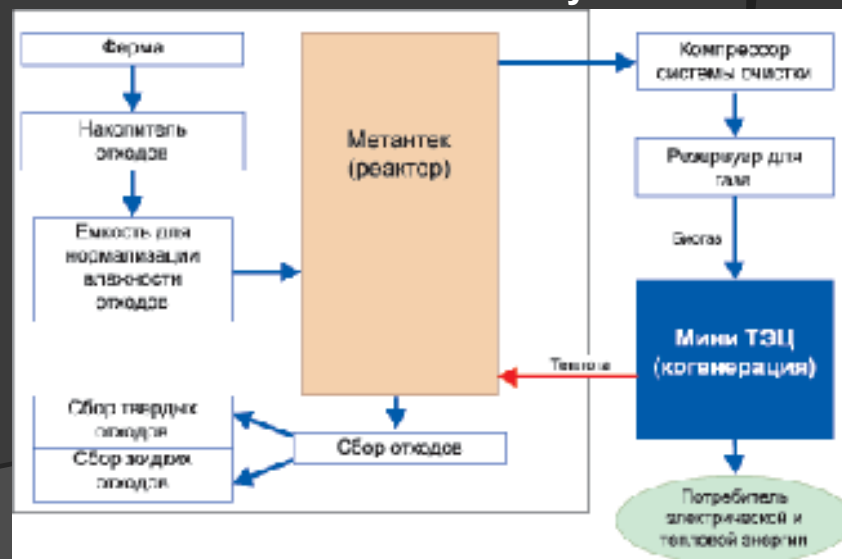 Ферма
Накопитель
отходов
Емкость для
нормализации
влажности
отходов
Метантек
(реактор)
Компрессор
системы очистки
Резервуар для
газа
Биогаз
Мини ТЭЦ
(когенерация)
Теплота
Сбор твердых
отходов
Сбор жидких
отходов
Сбор отходов
Потребитель
электрической и
тепловой энергии